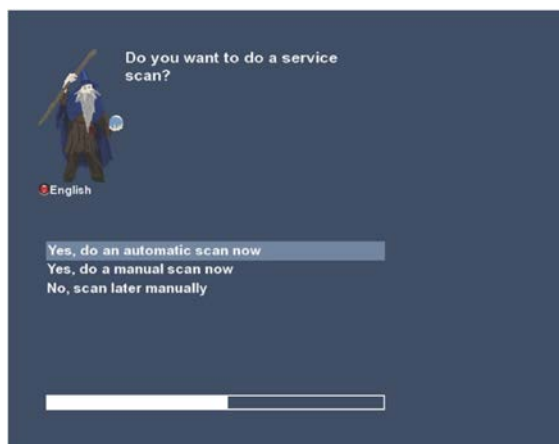 Do you want to do a service
scan?
English
Yes, do an automatic scan now
Yes, do a manual scan now
No, scan later manually